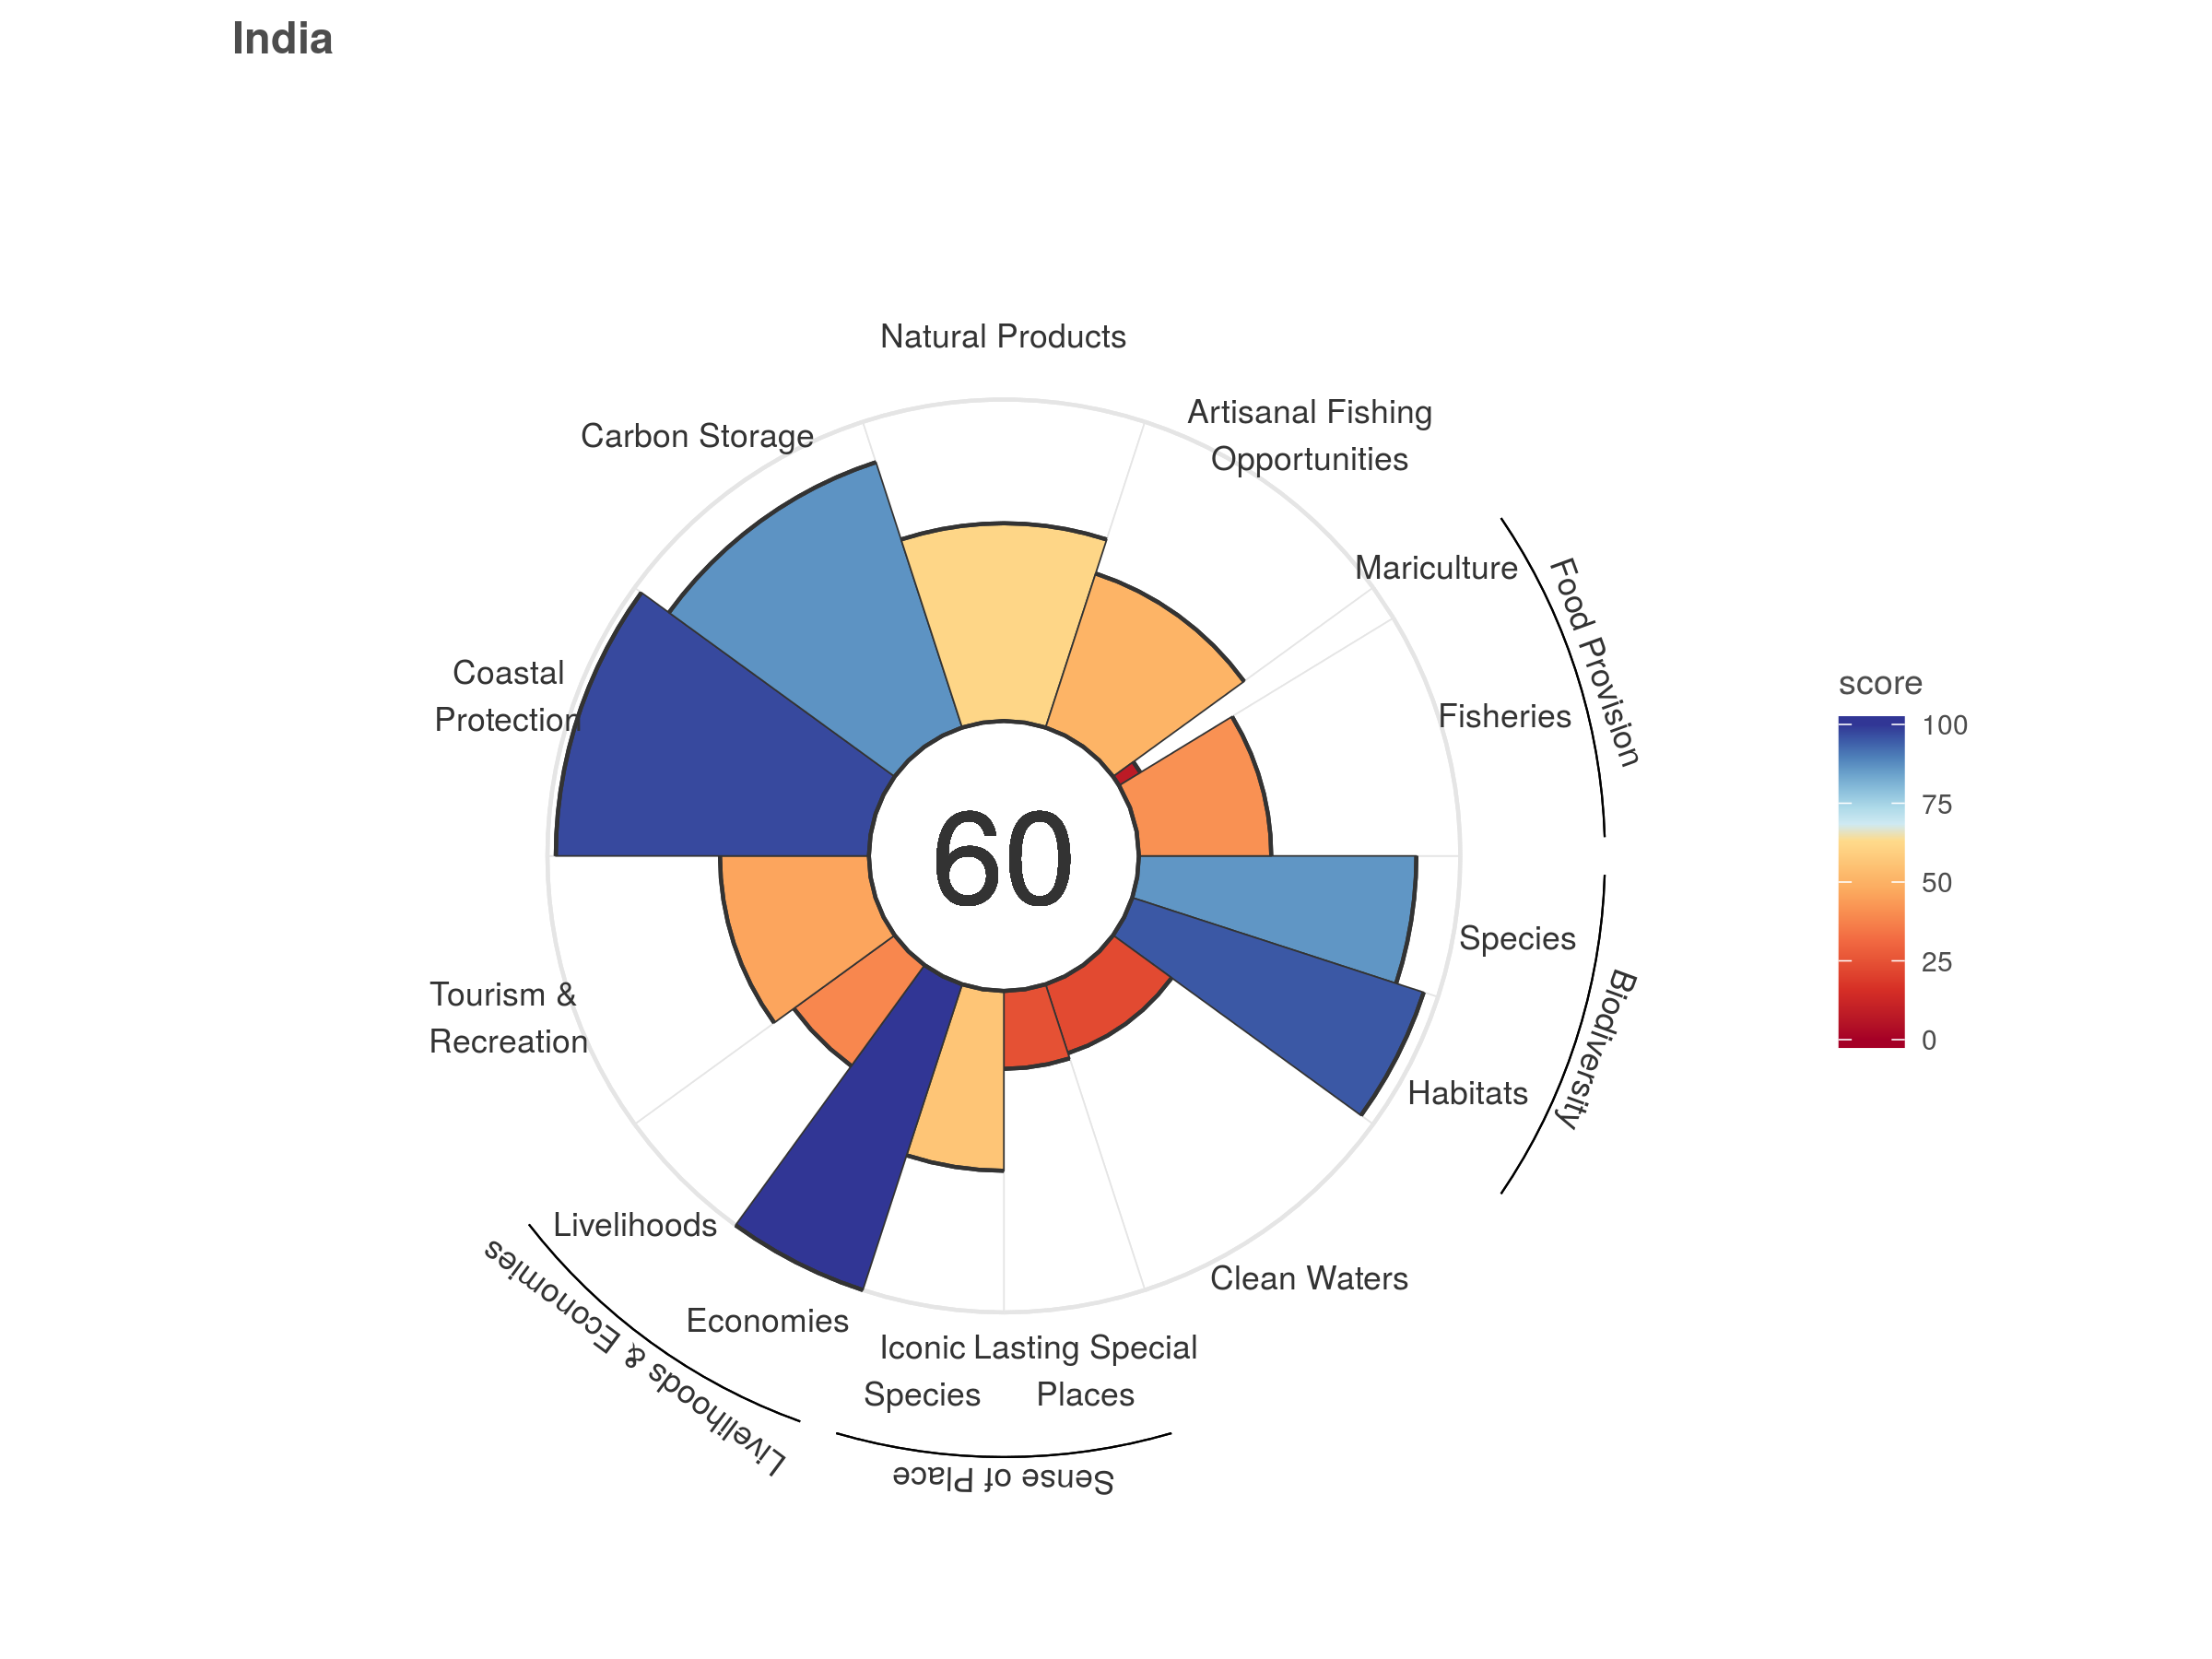 India
Natural Products
Artisanal Fishing
Opportunities
Carbon Storage
Mariculture
Food Provision
Fisheries
Coastal
Protection
60
score
100
75
50
25
0
Species
Biodiversity
Habitats
Tourism &
Recreation
Livelihoods
Livelihoods & Economies
Economies
Clean Waters
Iconic
Species
Lasting Special
Places
Sense of Place